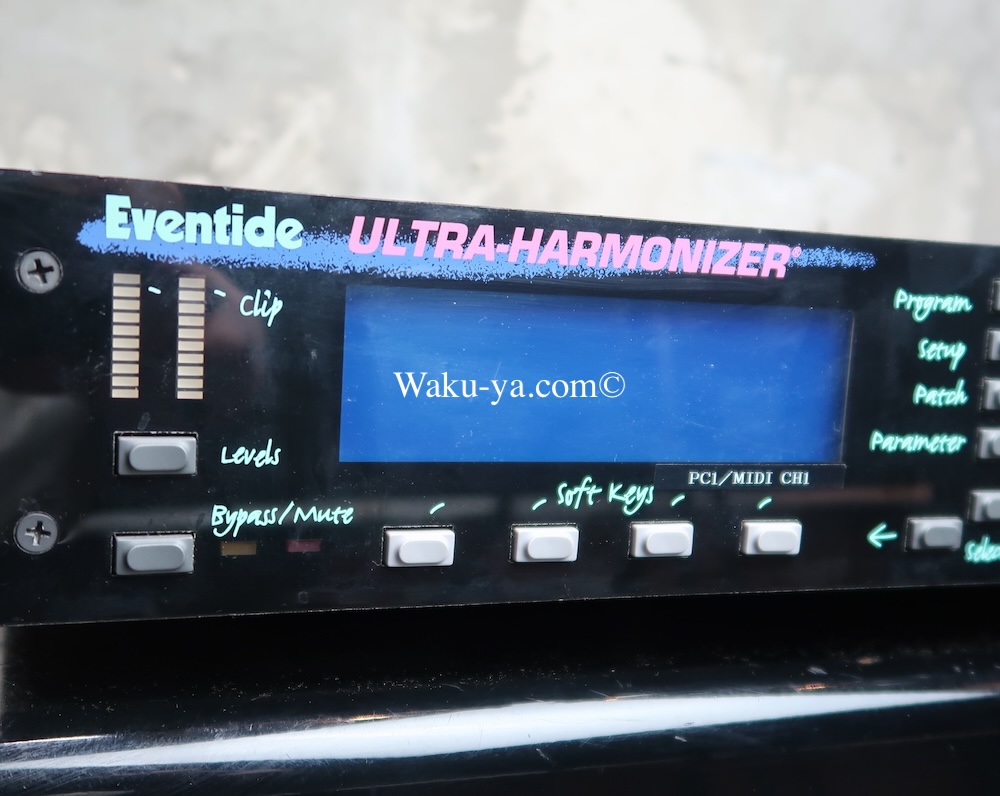 Eventide ULTRA-HARMONIZER®
Clip
Levels
Bypass/Mute
Waku-ya.com©
PC1/MIDI CH1
Soft Keys
Program
Setup
Patch
Parameter
←